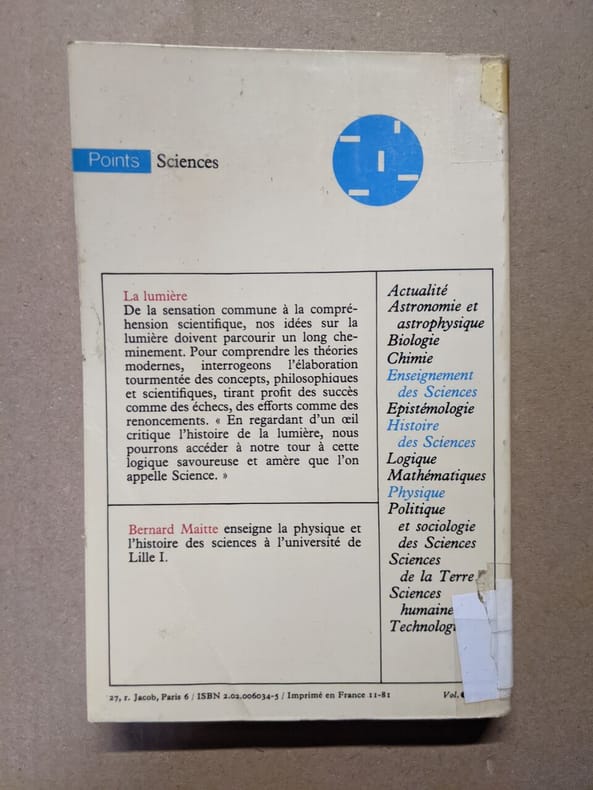 Points Sciences
La lumière
De la sensation commune à la compré-
hension scientifique, nos idées sur la
lumière doivent parcourir un long che-
minement. Pour comprendre les théories
modernes, interrogeons l'élaboration
tourmentée des concepts, philosophiques
et scientifiques, tirant profit des succès
comme des échecs, des efforts comme des
renoncements. « En regardant d'un œil
critique l'histoire de la lumière, nous
pourrons accéder à notre tour à cette
logique savoureuse et amère que l'on
appelle Science. »
Bernard Maitte enseigne la physique et
l'histoire des sciences à l'université de
Lille I.
Actualité
Astronomie et
astrophysique
Biologie
Chimie
Enseignement
des Sciences
Epistémologie
Histoire
des Sciences
Logique
Mathématiques
Physique
Politique
et sociologie
des Sciences
Sciences
de la Terre
Sciences
humaine
Technolog
27, r. Jacob, Paris 6 / ISBN 2.02.006034-5 / Imprimé en France 11-81
Vol.